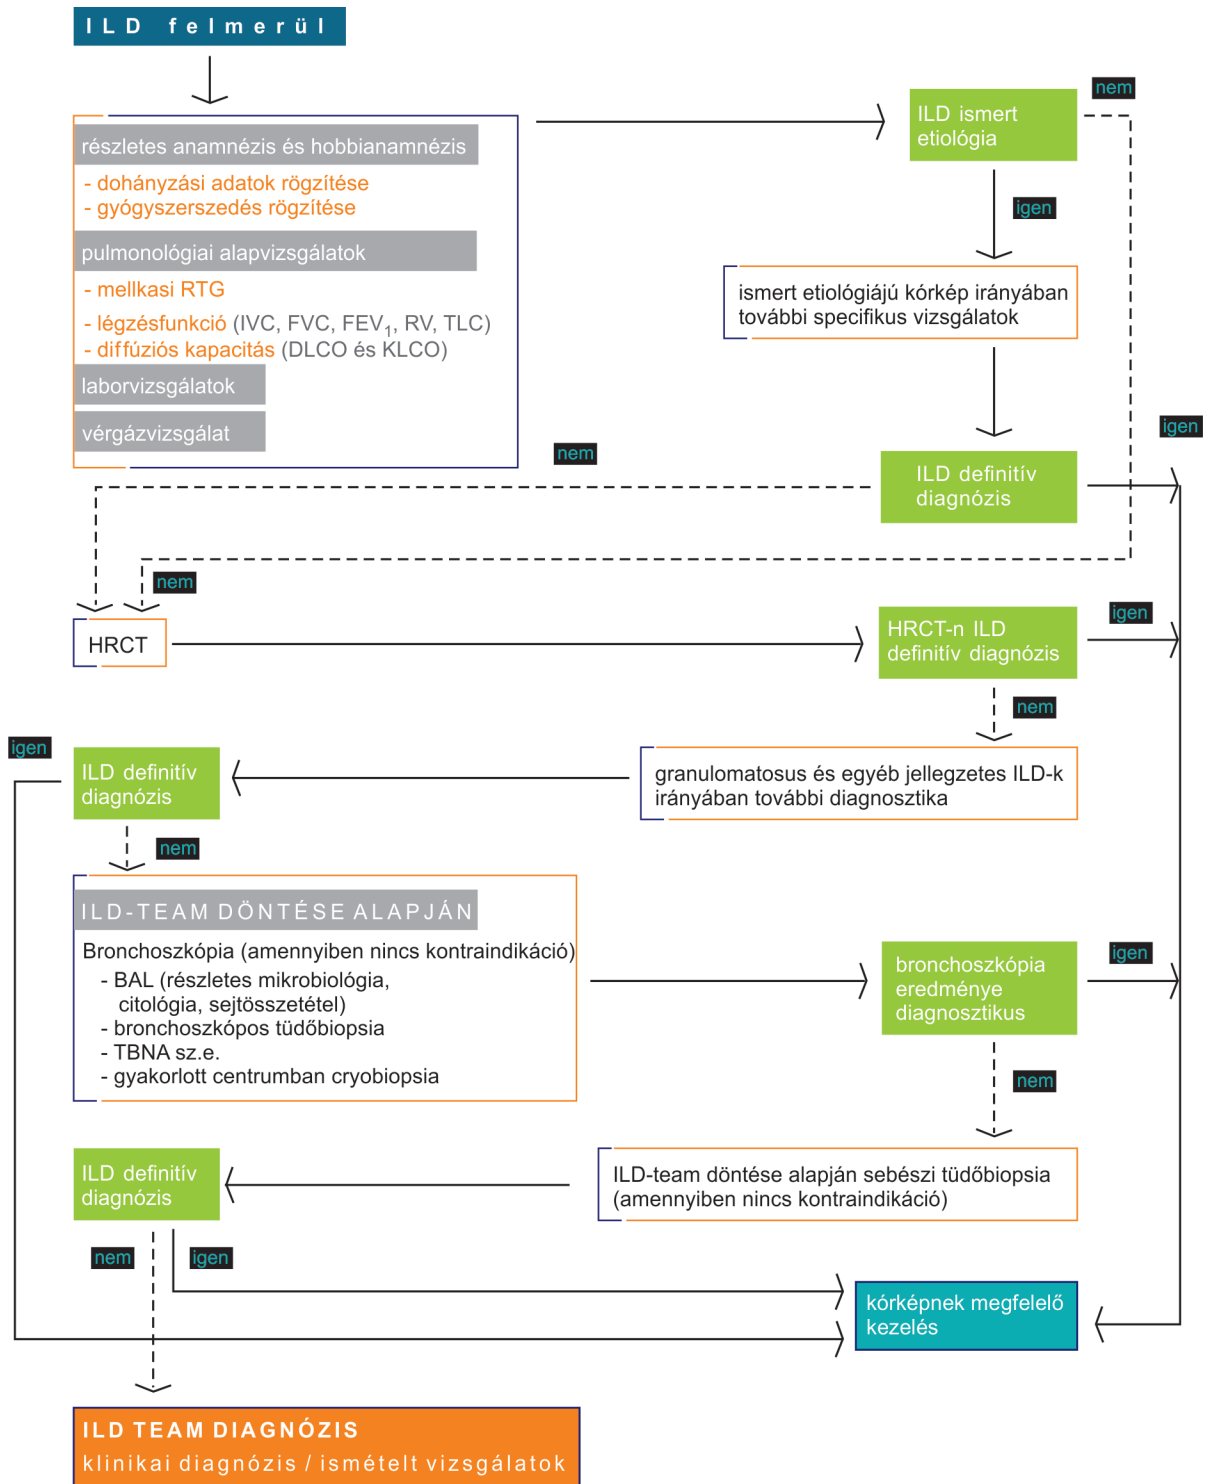 ILD felmerül
részletes anamnézis és hobbianamnézis
- dohányzási adatok rögzítése
- gyógyszerszedés rögzítése
pulmonológiai alapvizsgálatok
- mellkasi RTG
- légzésfunkció (IVC, FVC, FEV₁, RV, TLC)
- diffúziós kapacitás (DLCO és KLCO)
laborvizsgálatok
vérgázvizsgálat
ILD ismert
etiológia
nem
igen
ismert etiológiájú kórkép irányában
további specifikus vizsgálatok
ILD definitív
diagnózis
igen
nem
nem
HRCT
HRCT-n ILD
definitív diagnózis
igen
nem
granulomatosus és egyéb jellegzetes ILD-k
irányában további diagnosztika
ILD definitív
diagnózis
igen
nem
ILD-TEAM DÖNTÉSE ALAPJÁN
Bronchoszkópia (amennyiben nincs kontraindikáció)
- BAL (részletes mikrobiológia,
citológia, sejtösszetétel)
- bronchoszkópos tüdőbiopsia
- TBNA sz.e.
- gyakorlott centrumban cryobiopsia
bronchoszkópia
eredménye
diagnosztikus
igen
nem
ILD-team döntése alapján sebészi tüdőbiopsia
(amennyiben nincs kontraindikáció)
ILD definitív
diagnózis
nem
igen
kórképnek megfelelő
kezelés
ILD TEAM DIAGNÓZIS
klinikai diagnózis / ismételt vizsgálatok